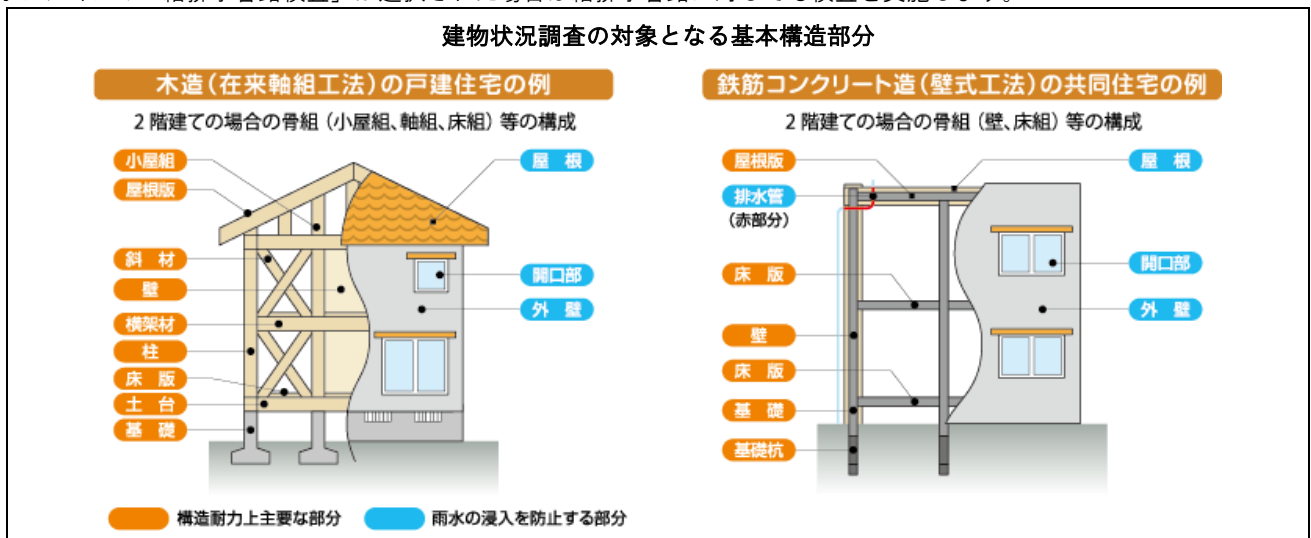 建物状況調査の対象となる基本構造部分
木造(在来軸組工法)の戸建住宅の例
2階建ての場合の骨組(小屋組、軸組、床組)等の構成
小屋組
屋根版
斜 材
壁
横架材
柱
床 版
土 台
基 礎
屋 根
開口部
外 壁
鉄筋コンクリート造(壁式工法)の共同住宅の例
2階建ての場合の骨組(壁、床組)等の構成
屋根版
排水管
(赤部分)
床 版
壁
床 版
基 礎
基礎杭
屋 根
開口部
外 壁
構造耐力上主要な部分
雨水の浸入を防止する部分